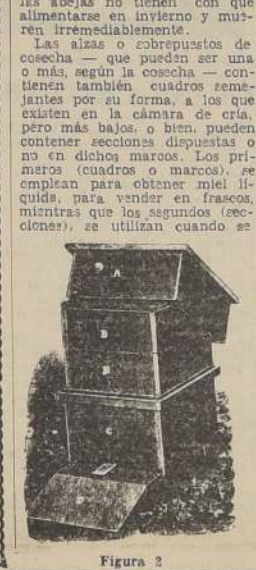 las abejas no tienen con que
alimentarse en invierno y mue-
ren irremediablemente.
Las alzas o sobrepuestos de
cosecha — que pueden ser una
o más, según la cosecha — con-
tienen también cuadros seme-
jantes por su forma, a los que
existen en la cámara de cría,
pero más bajos, o bien, pueden
contener secciones dispuestas o
no en dichos marcos. Los pri-
meros (cuadros o marcos), se
emplean para obtener miel lí-
quida, para vender en frascos,
mientras que los segundos (sec-
ciones), se utilizan cuando se
A
B
B
C
D
Figura 2